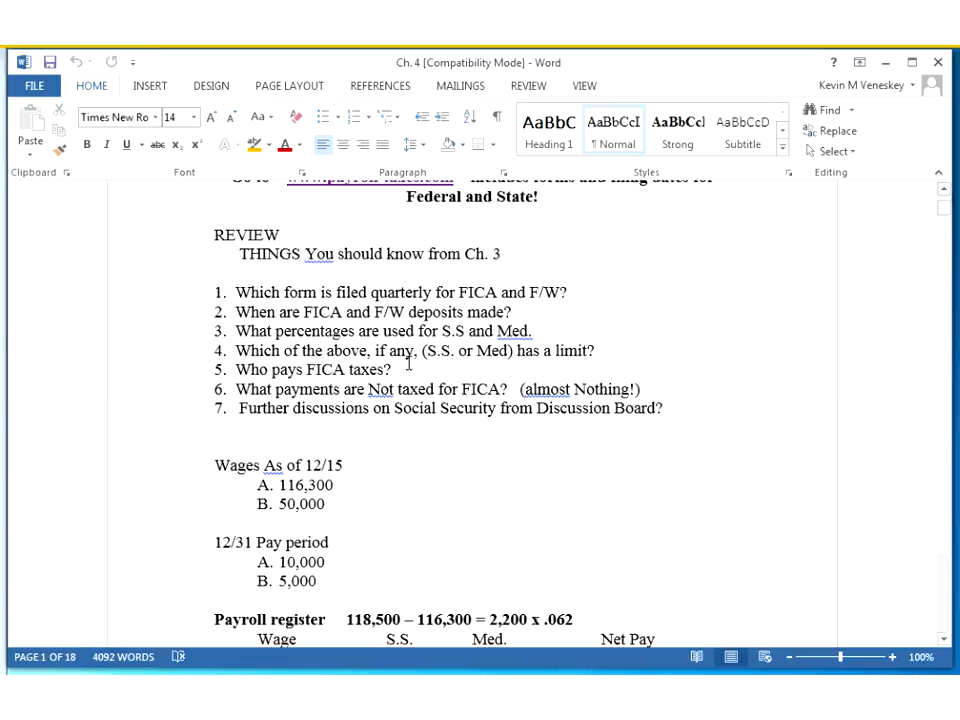 Ch. 4 [Compatibility Mode] - Word
?
FILE HOME INSERT DESIGN PAGE LAYOUT REFERENCES MAILINGS REVIEW VIEW Kevin M Veneskey
Times New Ro 14 Aa AaBbC AaBbCcI AaBbCcl AaBbCcD Find
Replace
Paste B I U abc x₂ x² A A Heading 1 ¶ Normal Strong Subtitle Select
Clipboard Font Paragraph Styles Editing
Federal and State!
REVIEW
THINGS You should know from Ch. 3
1. Which form is filed quarterly for FICA and F/W?
2. When are FICA and F/W deposits made?
3. What percentages are used for S.S and Med.
4. Which of the above, if any, (S.S. or Med) has a limit?
5. Who pays FICA taxes?
6. What payments are Not taxed for FICA? (almost Nothing!)
7. Further discussions on Social Security from Discussion Board?
Wages As of 12/15
A. 116,300
B. 50,000
12/31 Pay period
A. 10,000
B. 5,000
Payroll register 118,500 – 116,300 = 2,200 x .062
Wage S.S. Med. Net Pay
PAGE 1 OF 18 4092 WORDS 100%